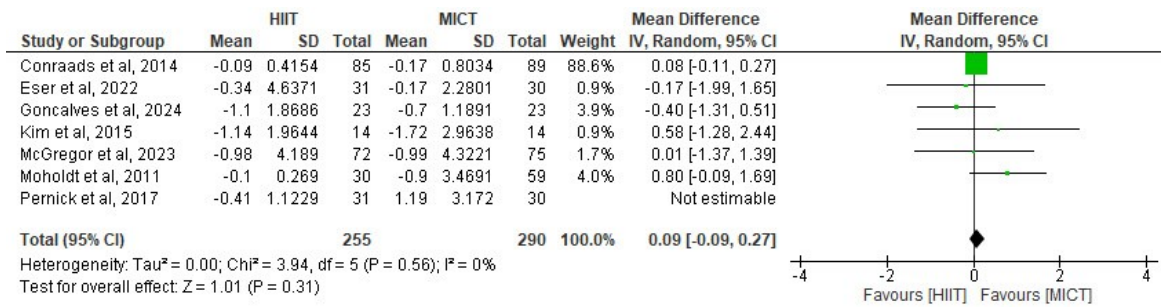 HIIT MICT Mean Difference Mean Difference
Study or Subgroup Mean SD Total Mean SD Total Weight IV, Random, 95% CI IV, Random, 95% CI
Conraads et al, 2014 -0.09 0.4154 85 -0.17 0.8034 89 88.6% 0.08 [-0.11, 0.27]
Eser et al, 2022 -0.34 4.6371 31 -0.17 2.2801 30 0.9% -0.17 [-1.99, 1.65]
Goncalves et al, 2024 -1.1 1.8686 23 -0.7 1.1891 23 3.9% -0.40 [-1.31, 0.51]
Kim et al, 2015 -1.14 1.9644 14 -1.72 2.9638 14 0.9% 0.58 [-1.28, 2.44]
McGregor et al, 2023 -0.98 4.189 72 -0.99 4.3221 75 1.7% 0.01 [-1.37, 1.39]
Moholdt et al, 2011 -0.1 0.269 30 -0.9 3.4691 59 4.0% 0.80 [-0.09, 1.69]
Pernick et al, 2017 -0.41 1.1229 31 1.19 3.172 30 Not estimable
Total (95% CI) 255 290 100.0% 0.09 [-0.09, 0.27]
Heterogeneity: Tau² = 0.00; Chi² = 3.94, df = 5 (P = 0.56); I² = 0%
Test for overall effect: Z = 1.01 (P = 0.31)
-4 -2 0 2 4
Favours [HIIT] Favours [MICT]